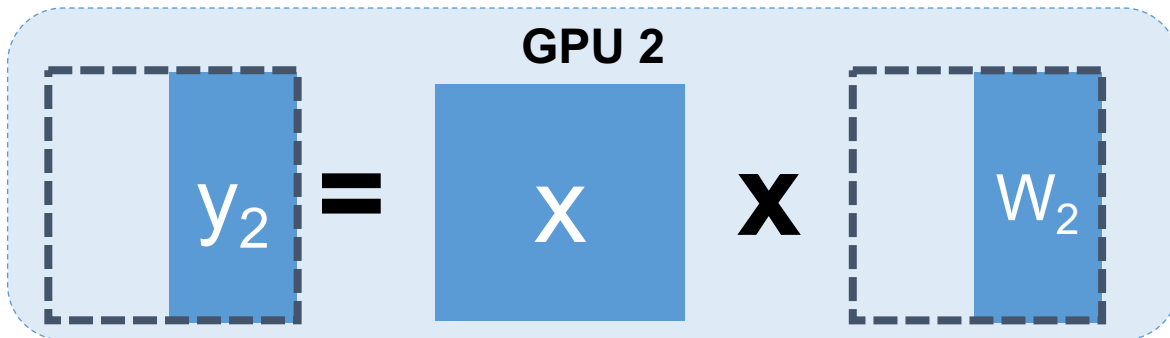 GPU 2
y₂ = x x W₂